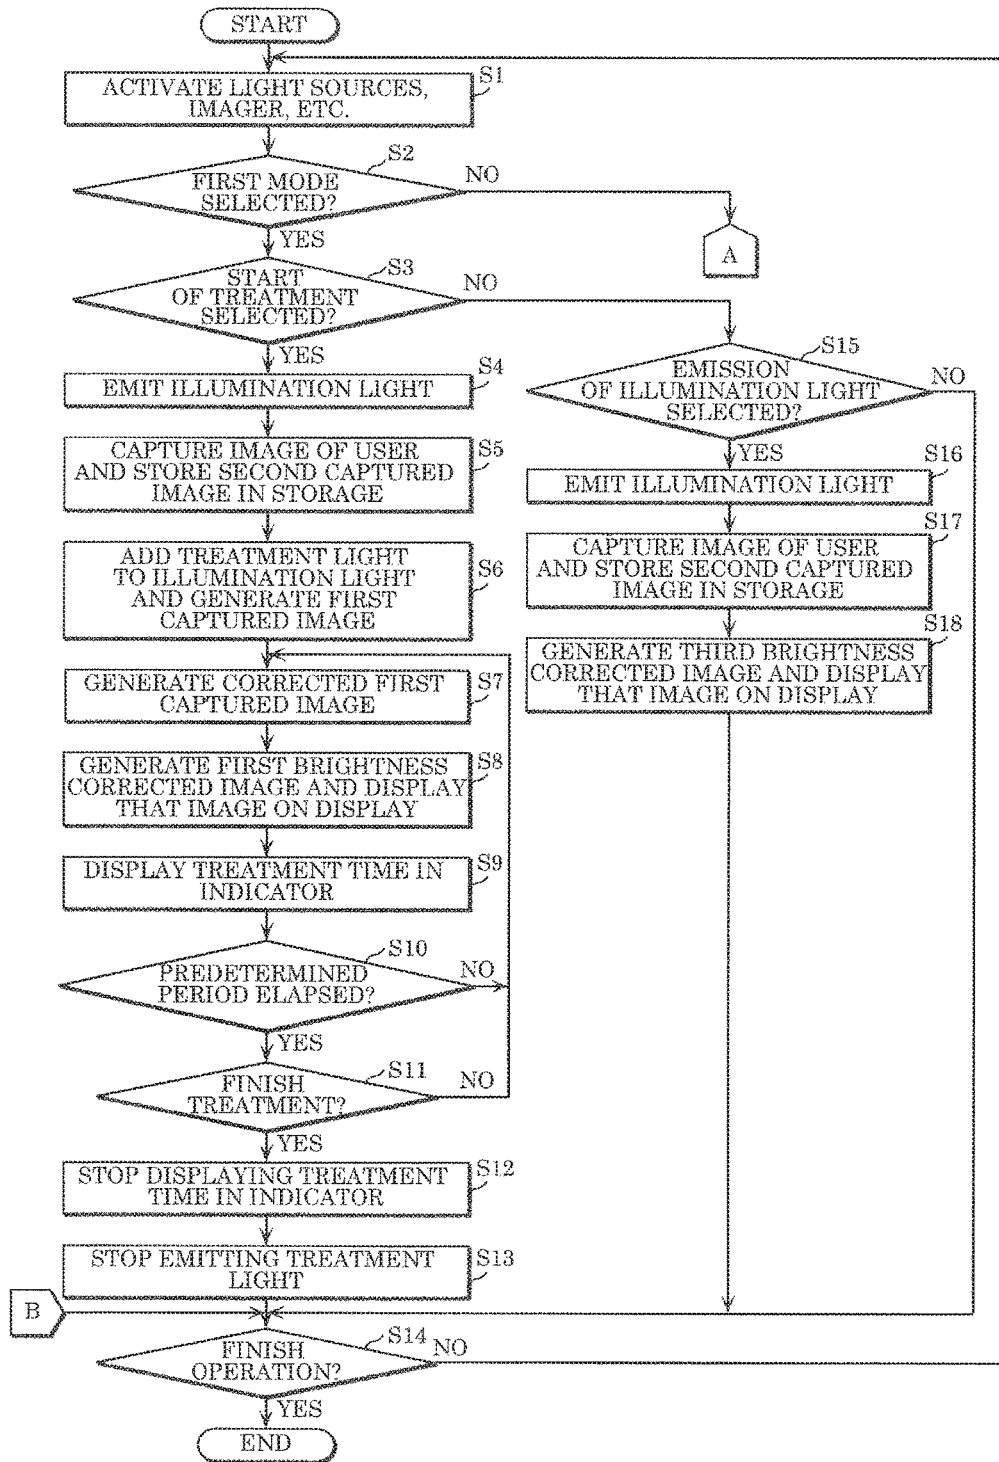 START
S1
ACTIVATE LIGHT SOURCES,
IMAGER, ETC.
S2
FIRST MODE
SELECTED?
NO
YES
A
S3
START
OF TREATMENT
SELECTED?
NO
YES
S4
EMIT ILLUMINATION LIGHT
S5
CAPTURE IMAGE OF USER
AND STORE SECOND CAPTURED
IMAGE IN STORAGE
S6
ADD TREATMENT LIGHT
TO ILLUMINATION LIGHT
AND GENERATE FIRST
CAPTURED IMAGE
S7
GENERATE CORRECTED FIRST
CAPTURED IMAGE
S8
GENERATE FIRST BRIGHTNESS
CORRECTED IMAGE AND DISPLAY
THAT IMAGE ON DISPLAY
S9
DISPLAY TREATMENT TIME IN
INDICATOR
S10
PREDETERMINED
PERIOD ELAPSED?
NO
YES
S11
FINISH
TREATMENT?
NO
YES
S12
STOP DISPLAYING TREATMENT
TIME IN INDICATOR
S13
STOP EMITTING TREATMENT
LIGHT
B
S14
FINISH
OPERATION?
NO
YES
END
S15
EMISSION
OF ILLUMINATION LIGHT
SELECTED?
NO
YES
S16
EMIT ILLUMINATION LIGHT
S17
CAPTURE IMAGE OF USER
AND STORE SECOND CAPTURED
IMAGE IN STORAGE
S18
GENERATE THIRD BRIGHTNESS
CORRECTED IMAGE AND DISPLAY
THAT IMAGE ON DISPLAY